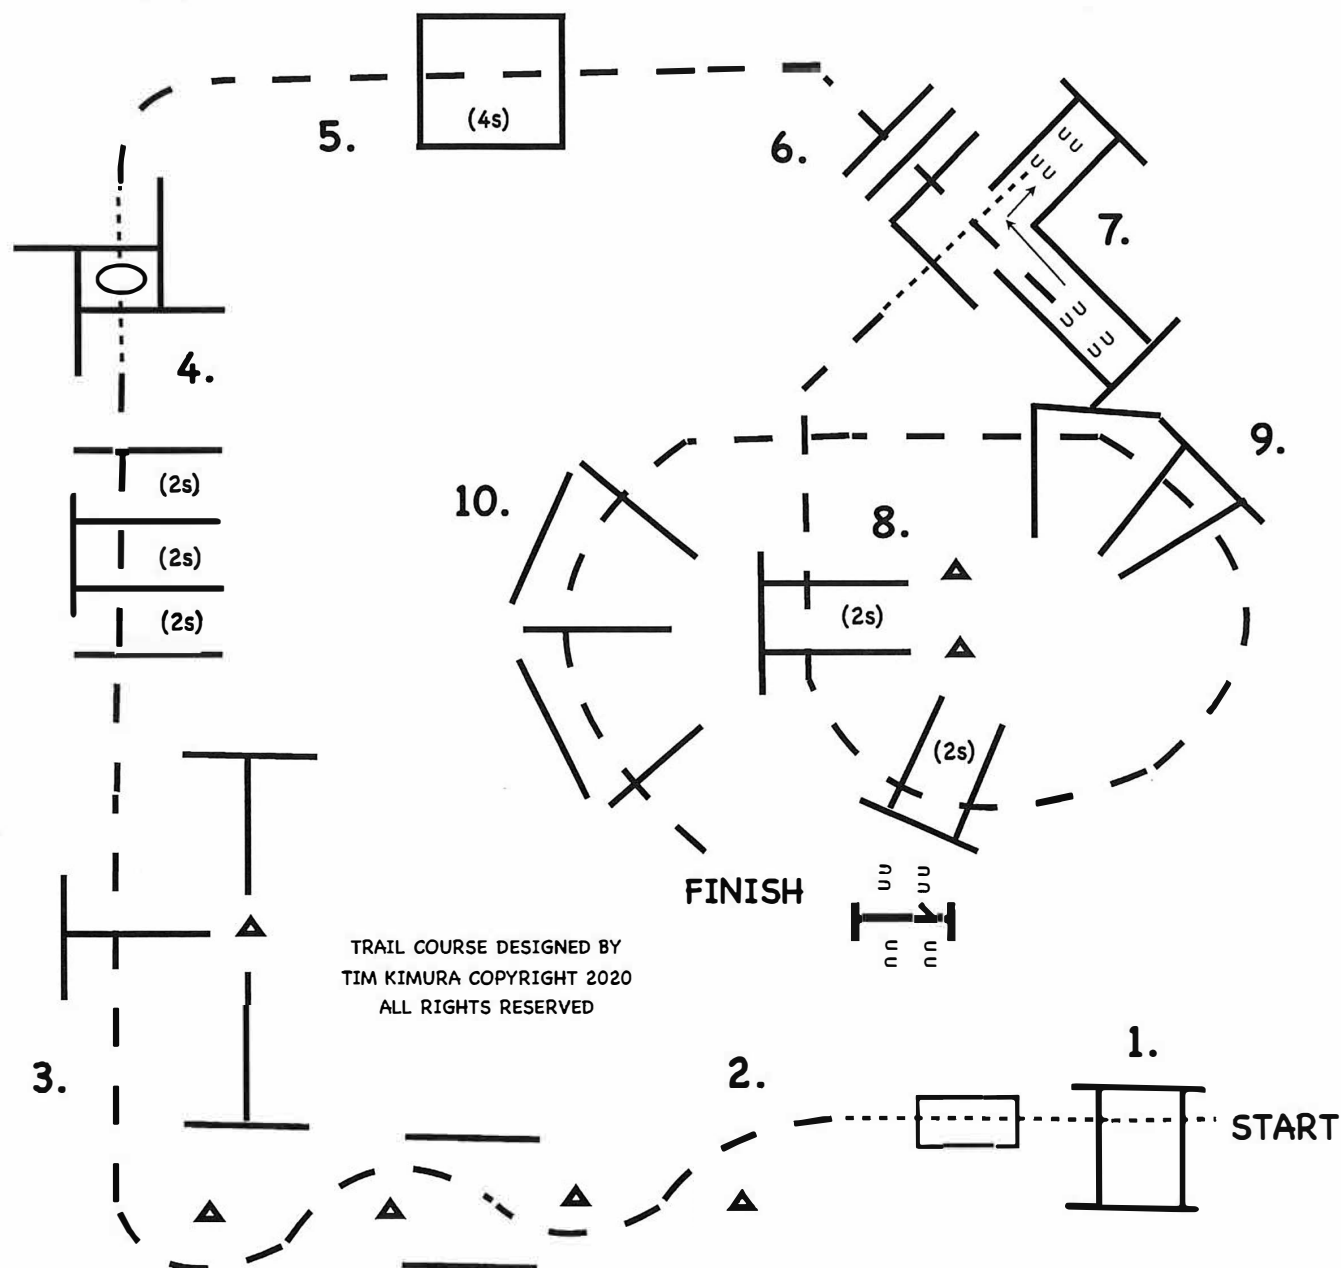 5.
(4s)
6.
7.
4.
9.
(2s)
10.
8.
(2s)
(2s)
(2s)
(2s)
FINISH
TRAIL COURSE DESIGNED BY
TIM KIMURA COPYRIGHT 2020
ALL RIGHTS RESERVED
3.
2.
1.
START